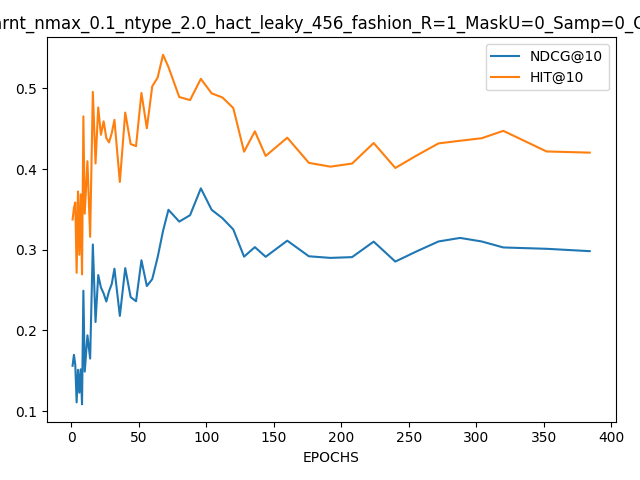 arnt_nmax_0.1_ntype_2.0_hact_leaky_456_fashion_R=1_MaskU=0_Samp=0_
NDCG@10
HIT@10
0.5
0.4
0.3
0.2
0.1
0 50 100 150 200 250 300 350 400
EPOCHS